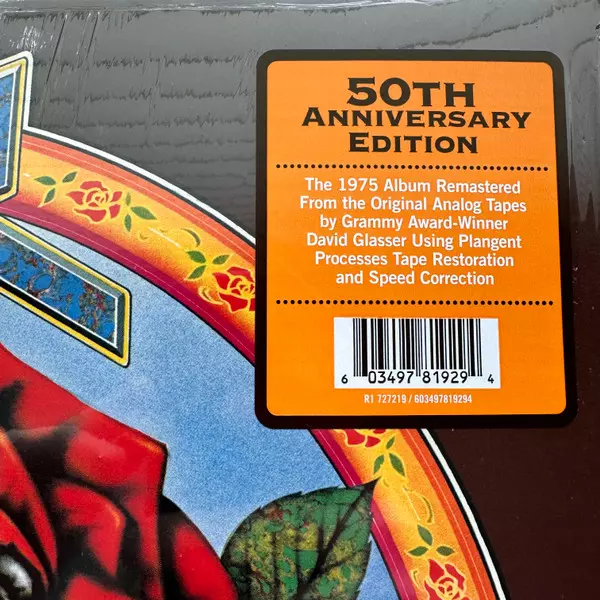 50TH
ANNIVERSARY
EDITION
The 1975 Album Remastered
From the Original Analog Tapes
by Grammy Award-Winner
David Glasser Using Plangent
Processes Tape Restoration
and Speed Correction
6 03497 81929 4
R1 727219 / 603497819294